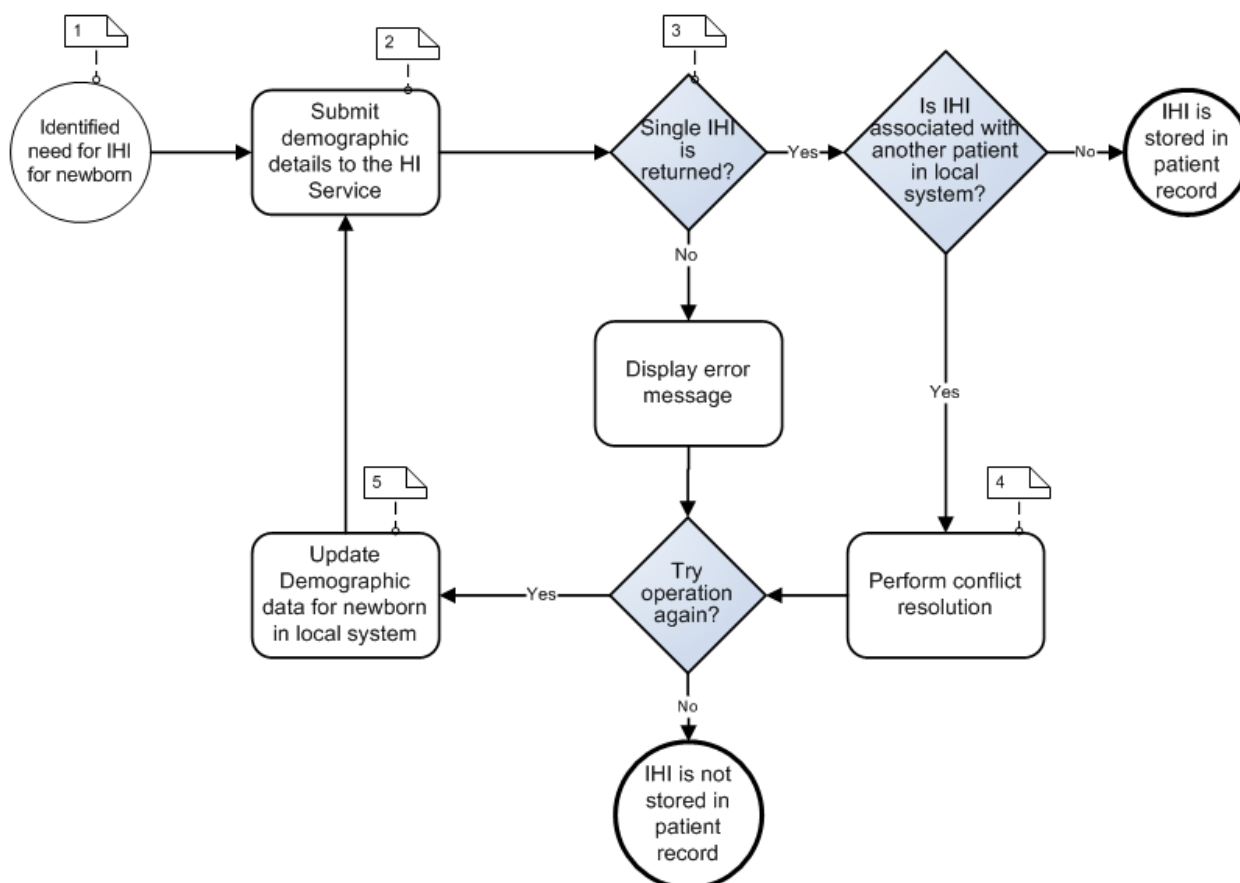 1
2
3
Identified
need for IHI
for newborn
Submit
demographic
details to the HI
Service
Single IHI
is
returned?
Yes
Is IHI
associated with
another patient
in local
system?
No
IHI is
stored in
patient
record
No
Yes
Display error
message
5
4
Update
Demographic
data for newborn
in local system
Yes
Try
operation
again?
Perform conflict
resolution
No
IHI is not
stored in
patient
record